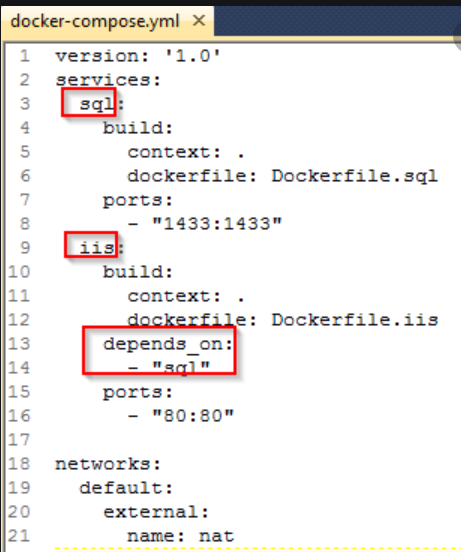 docker-compose.yml ×
1 version: '1.0'
2 services:
3   sql:
4     build:
5       context: .
6       dockerfile: Dockerfile.sql
7     ports:
8       - "1433:1433"
9   iis:
10     build:
11       context: .
12       dockerfile: Dockerfile.iis
13     depends_on:
14       - "sql"
15     ports:
16       - "80:80"
17
18 networks:
19   default:
20     external:
21       name: nat